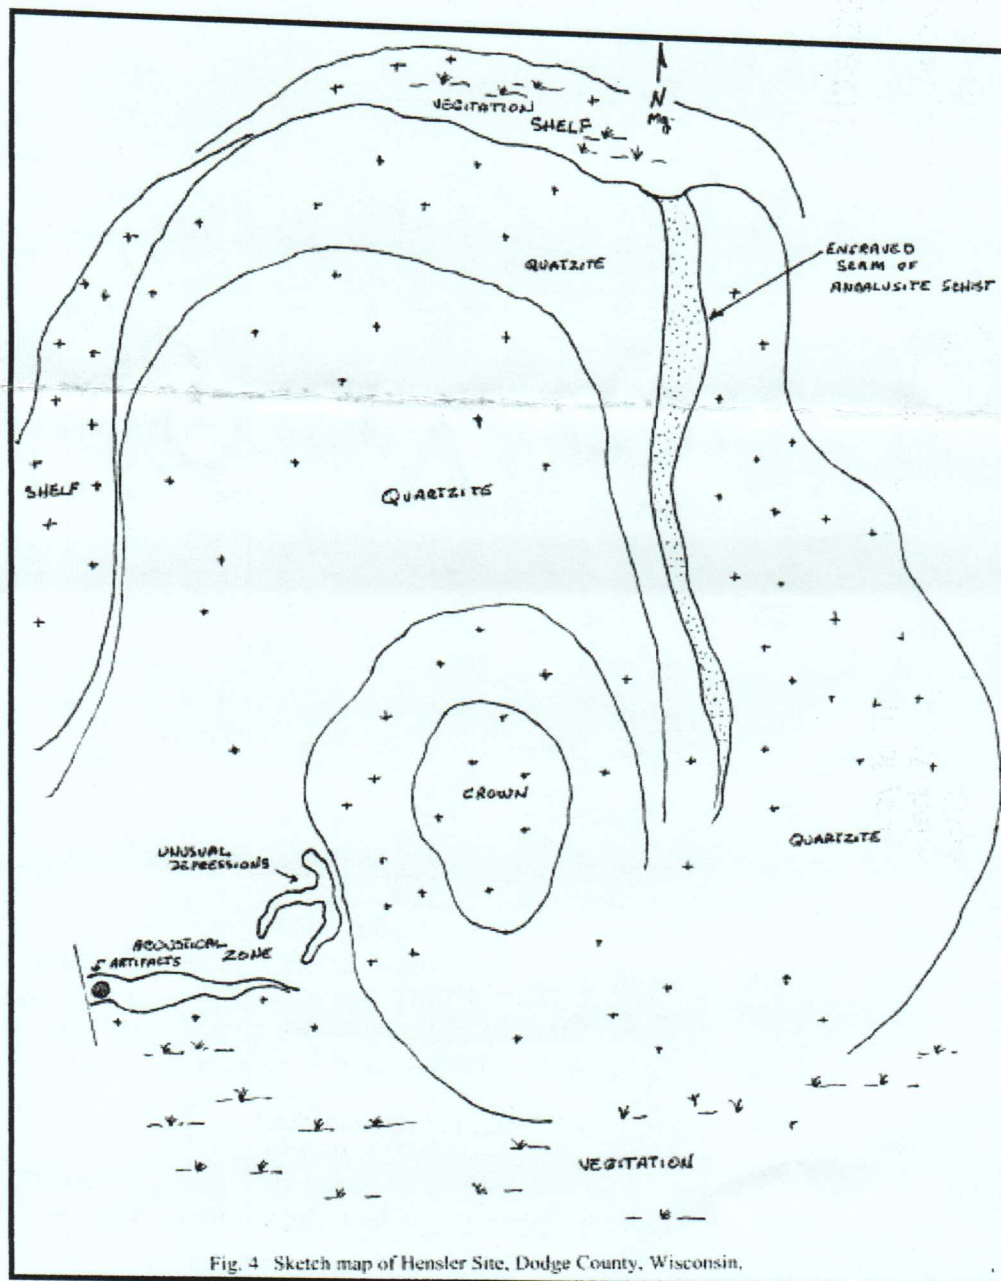 N
Mg.
VEGITATION
SHELF
QUATZITE
ENGRAVED
SEAM OF
ANDALUSITE SCHIST
SHELF
QUARTZITE
CROWN
QUARTZITE
UNUSUAL
DEPRESSIONS
ACOUSTICAL
ZONE
ARTIFACTS
VEGITATION
Fig. 4 Sketch map of Hensler Site, Dodge County, Wisconsin.